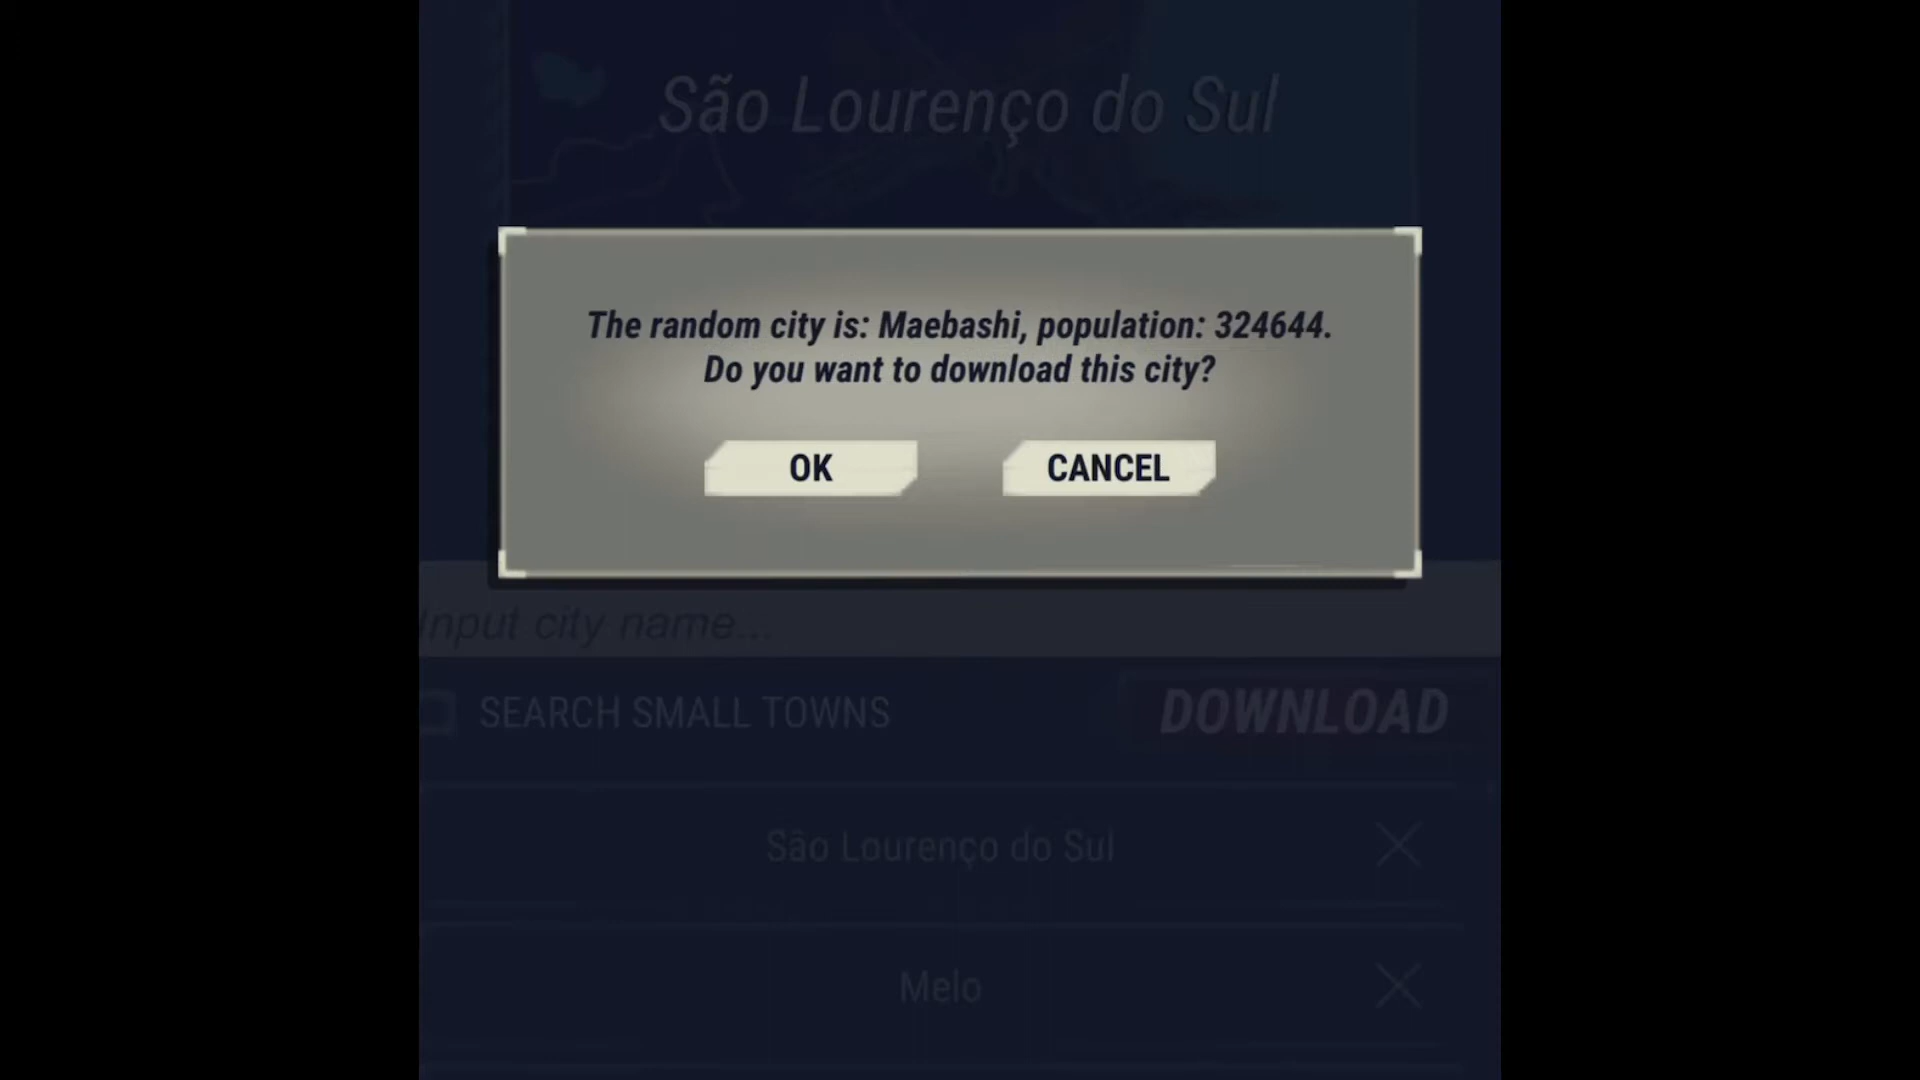 São Lourenço do Sul
The random city is: Maebashi, population: 324644.
Do you want to download this city?
OK
CANCEL
Input city name...
SEARCH SMALL TOWNS
DOWNLOAD
São Lourenço do Sul
Melo